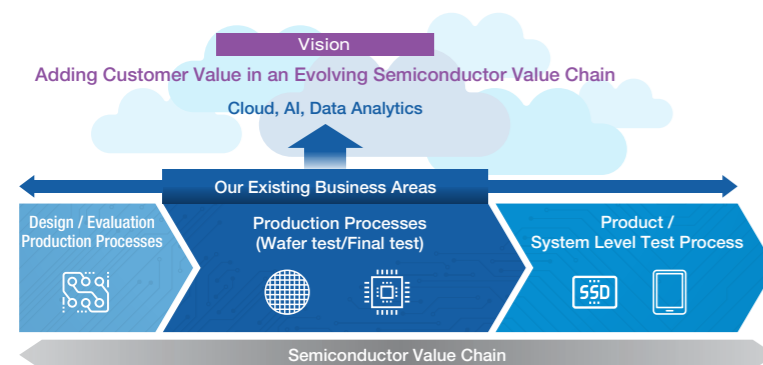 Vision
Adding Customer Value in an Evolving Semiconductor Value Chain
Cloud, AI, Data Analytics
Our Existing Business Areas
Design / Evaluation
Production Processes
Production Processes
(Wafer test/Final test)
Product /
System Level Test Process
SSD
Semiconductor Value Chain